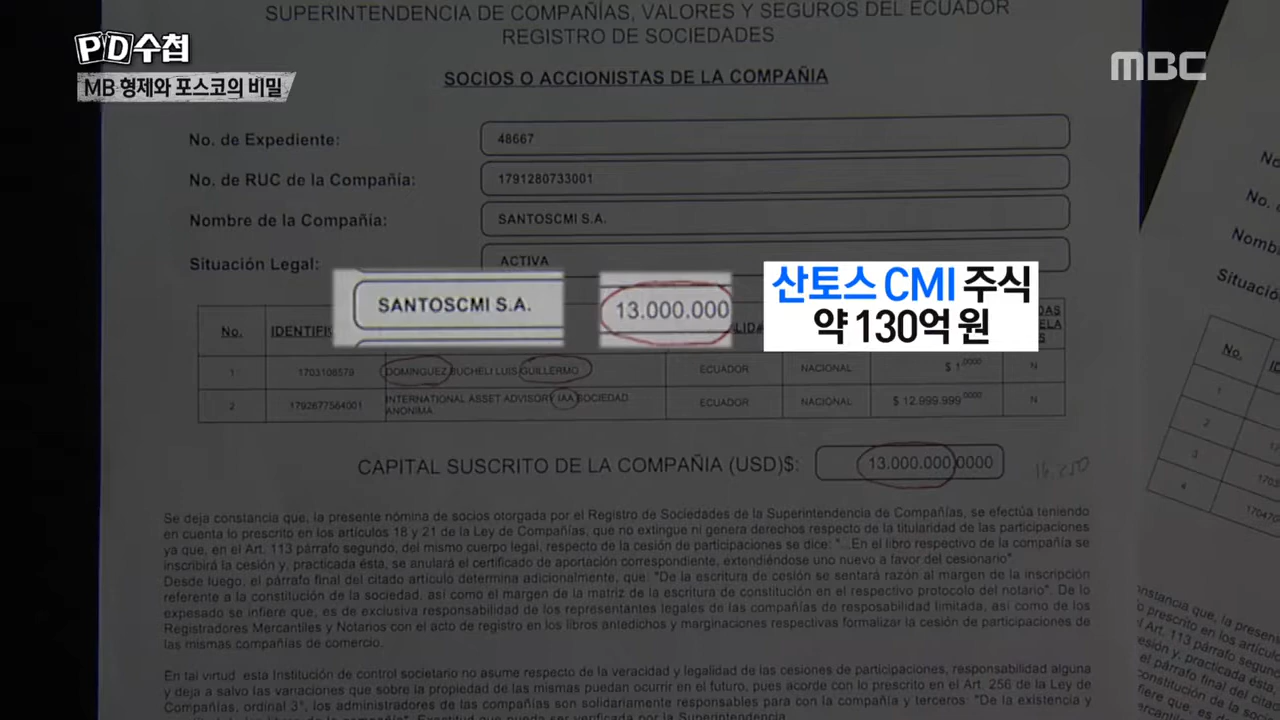 SUPERINTENDENCIA DE COMPAÑÍAS, VALORES Y SEGUROS DEL ECUADOR
REGISTRO DE SOCIEDADES
PD수첩
MB 형제와 포스코의 비밀
MBC
SOCIOS O ACCIONISTAS DE LA COMPAÑIA
No. de Expediente: 48667
No. de RUC de la Compañía: 1791280733001
Nombre de la Compañía: SANTOSCMI S.A.
Situación Legal: ACTIVA
SANTOSCMI S.A. 13.000.000
산토스 CMI 주식
약 130억 원
No. IDENTIFI
1 1703108579 DOMINGUEZ BUCHELI LUIS GUILLERMO ECUADOR NACIONAL $ 1 0000 N
2 1792677584001 INTERNATIONAL ASSET ADVISORY IAA SOCIEDAD ANONIMA ECUADOR NACIONAL $ 12.999.999 0000 N
CAPITAL SUSCRITO DE LA COMPAÑIA (USD)$: 13.000.000,0000
Se deja constancia que, la presente nómina de socios otorgada por el Registro de Sociedades de la Superintendencia de Compañías, se efectúa teniendo
en cuenta lo prescrito en los artículos 18 y 21 de la Ley de Compañías, que no extingue ni genera derechos respecto de la titularidad de las participaciones
ya que, en el Art. 113 párrafo segundo, del mismo cuerpo legal, respecto de la cesión de participaciones se dice: "...En el libro respectivo de la compañía se
inscribirá la cesión y, practicada ésta, se anulará el certificado de aportación correspondiente, extendiéndose uno nuevo a favor del cesionario"
Desde luego, el párrafo final del citado artículo determina adicionalmente, que: "De la escritura de cesión se sentará razón al margen de la inscripción
referente a la constitución de la sociedad, así como el margen de la matriz de la escritura de constitución en el respectivo protocolo del notario". De lo
expesado se infiere que, es de exclusiva responsabilidad de los representantes legales de las compañías de resposabilidad limitada, así como de los
Registradores Mercantiles y Notarios con el acto de registro en los libros antedichos y marginaciones respectivas formalizar la cesión de participaciones de
las mismas compañías de comercio.
En tal virtud esta Institución de control societario no asume respecto de la veracidad y legalidad de las cesiones de participaciones, responsabilidad alguna
y deja a salvo las variaciones que sobre la propiedad de las mismas puedan ocurrir en el futuro, pues acorde con lo prescrito en el Art. 256 de la Ley de
Compañías, ordinal 3°, los administradores de las compañías son solidariamente responsables para con la compañía y terceros: "De la existencia y